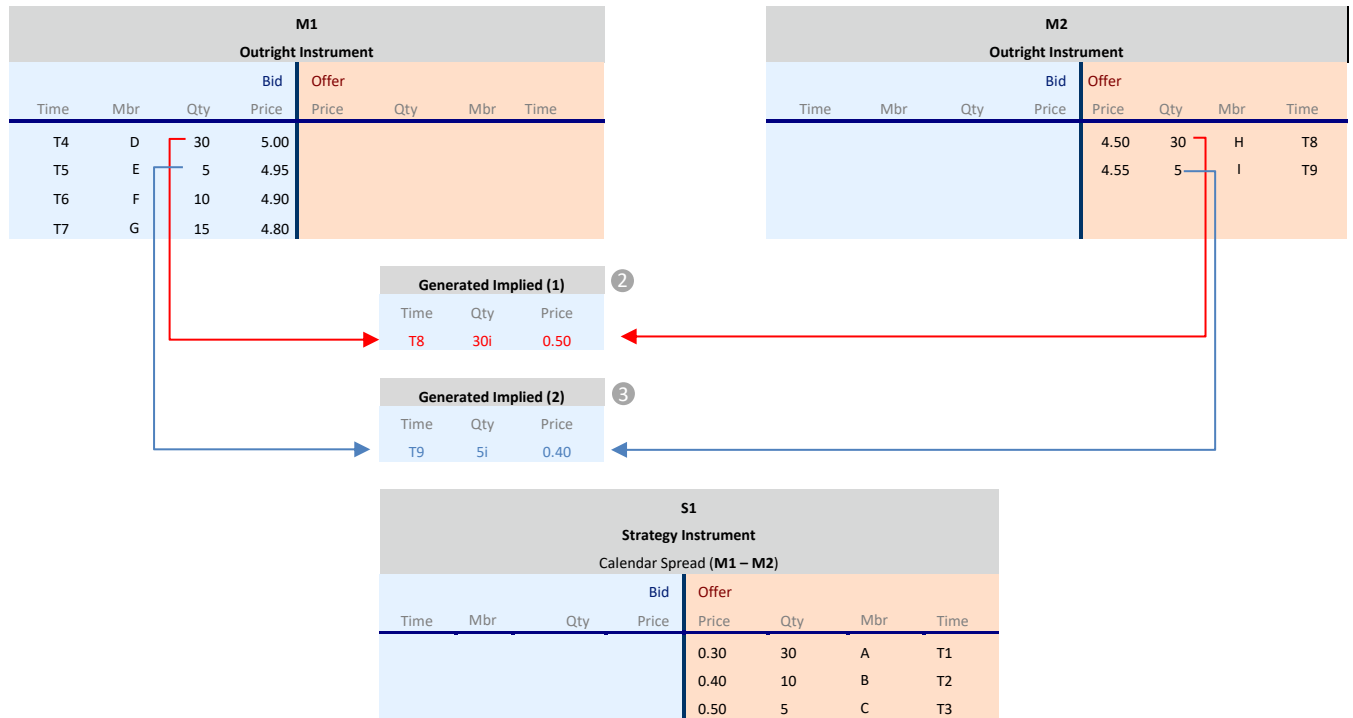 M1
Outright Instrument
Bid Offer
Time Mbr Qty Price Price Qty Mbr Time
T4 D 30 5.00
T5 E 5 4.95
T6 F 10 4.90
T7 G 15 4.80
M2
Outright Instrument
Bid Offer
Time Mbr Qty Price Price Qty Mbr Time
4.50 30 H T8
4.55 5 I T9
Generated Implied (1) 2
Time Qty Price
T8 30i 0.50
Generated Implied (2) 3
Time Qty Price
T9 5i 0.40
S1
Strategy Instrument
Calendar Spread (M1 – M2)
Bid Offer
Time Mbr Qty Price Price Qty Mbr Time
0.30 30 A T1
0.40 10 B T2
0.50 5 C T3